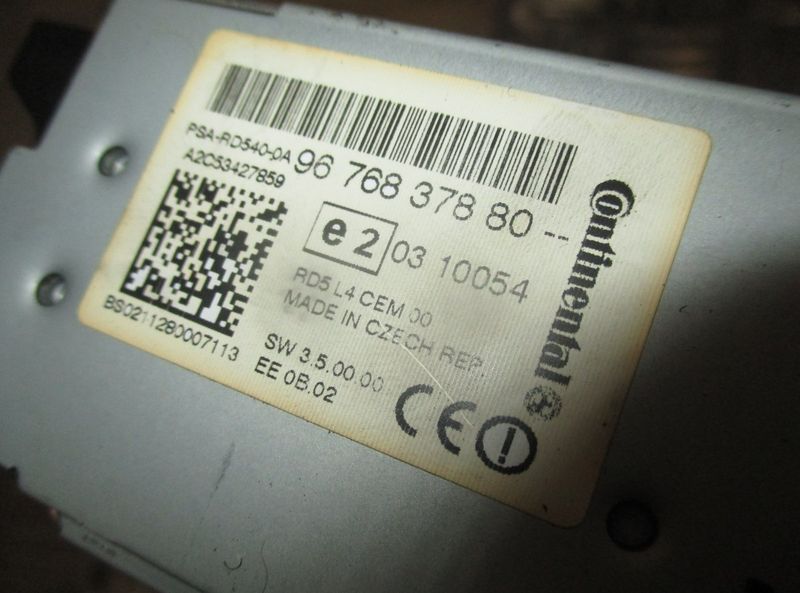 PSA-RD540-0A
A2C53427859
96 768 378 80 --
e2 03 10054
RD5 L4 CEM 00
MADE IN CZECH REP.
BS0211280007113
SW 3.5.00.00
EE 0B.02
CE
Continental